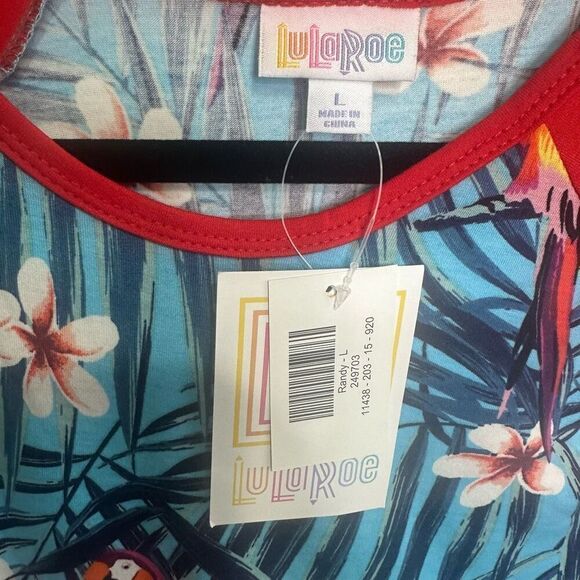 LuLaRoe
L
MADE IN
CHINA
Randy - L
249703
11438 - 203 - 15 - 920
LuLaRoe